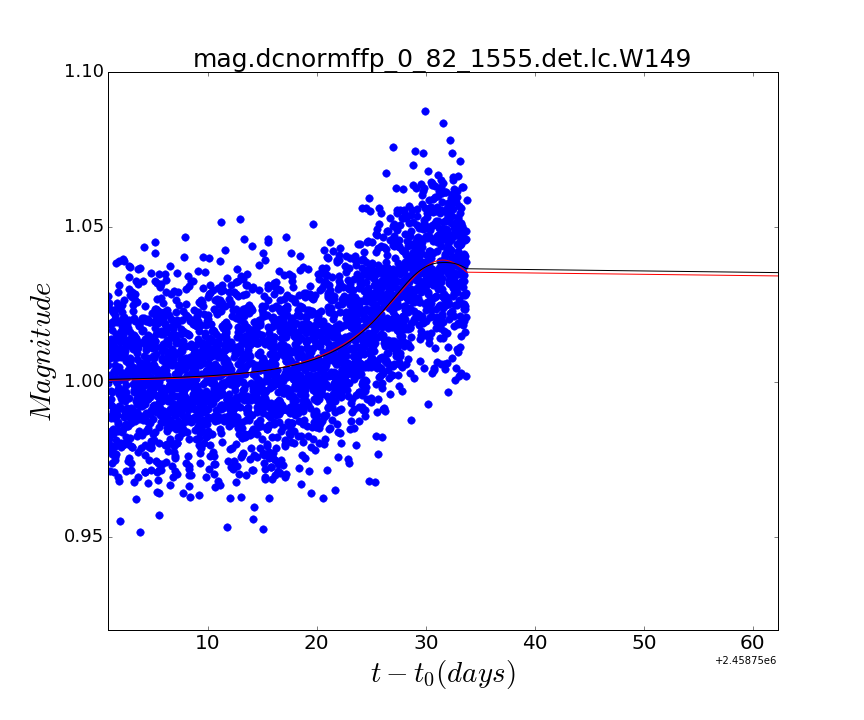 mag.dcnormffp_0_82_1555.det.lc.W149
1.10
1.05
1.00
0.95
Magnitude
10 20 30 40 50 60
+2.45875e6
t − t₀(days)